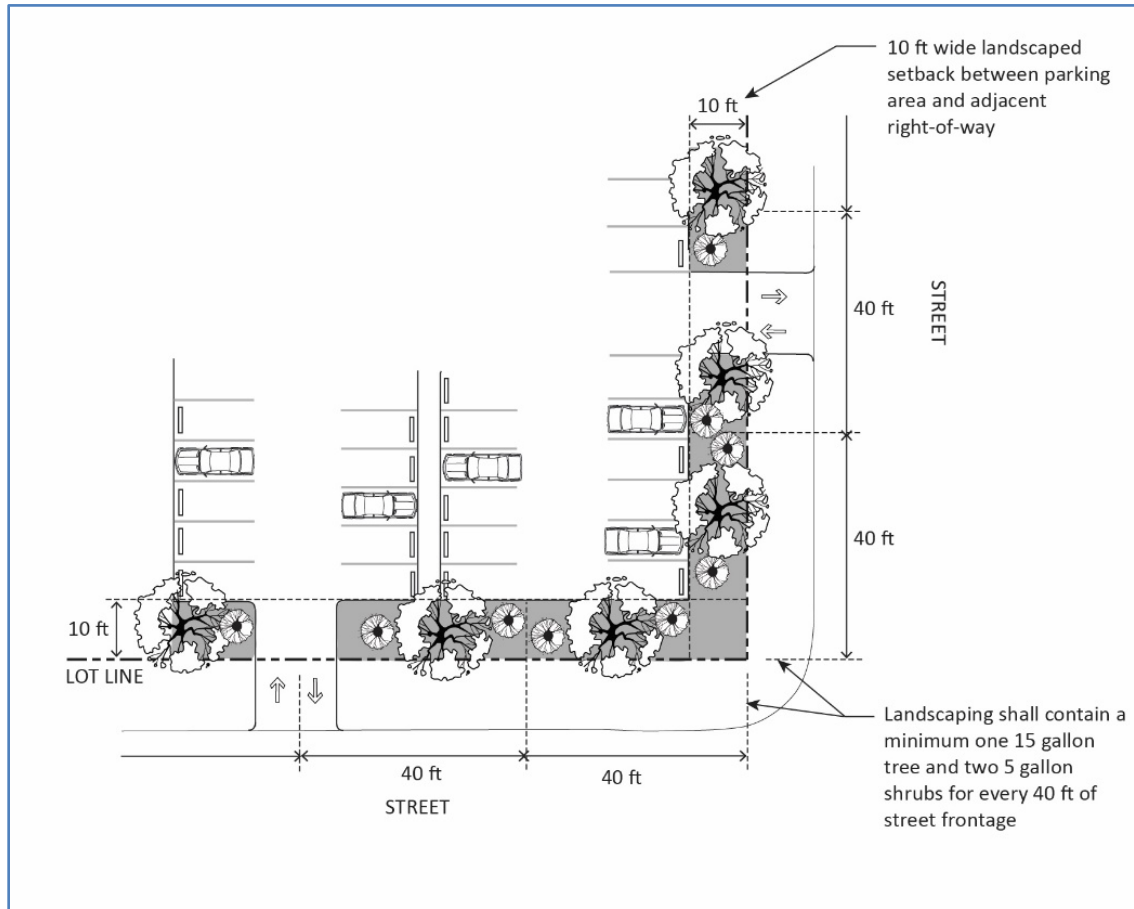 10 ft wide landscaped
setback between parking
area and adjacent
right-of-way
10 ft
40 ft
STREET
40 ft
10 ft
LOT LINE
Landscaping shall contain a
minimum one 15 gallon
tree and two 5 gallon
shrubs for every 40 ft of
street frontage
40 ft
40 ft
STREET